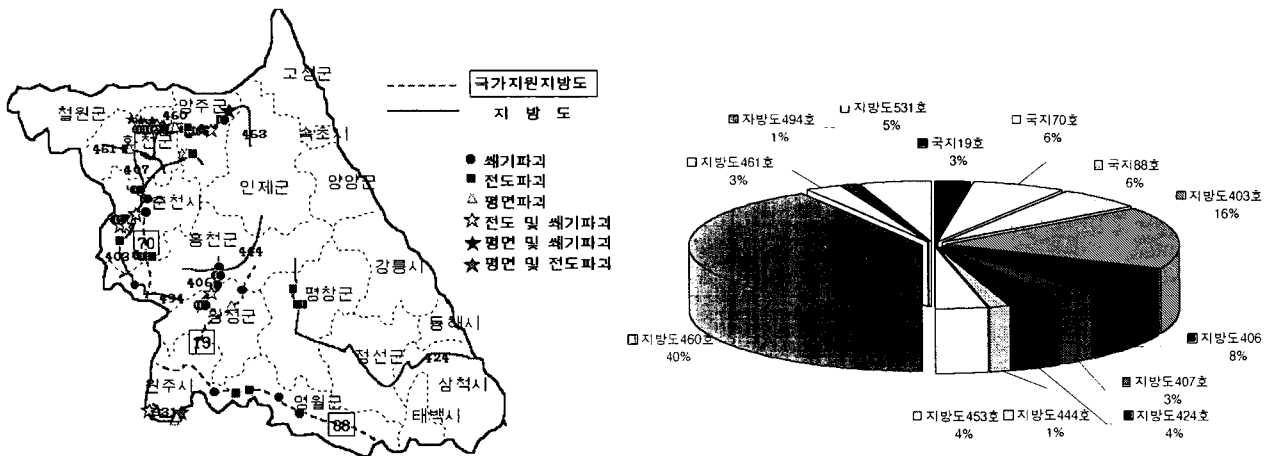 고성군
국가지원지방도
지 방 도
철원군
양주군
460
453
속초시
화천군
461
407
쐐기파괴
전도파괴
평면파괴
전도 및 쐐기파괴
평면 및 쐐기파괴
평면 및 전도파괴
인제군
양양군
춘천시
70
403
홍천군
444
강릉시
406
494
평창군
횡성군
동해시
19
정선군
424
원주시
삼척시
영월군
태백시
88
지방도531호
5%
자방도494호
1%
국지19호
3%
국지70호
6%
지방도461호
3%
국지88호
6%
지방도403호
16%
지방도460호
40%
지방도406
8%
지방도407호
3%
지방도453호
4%
지방도444호
1%
지방도424호
4%